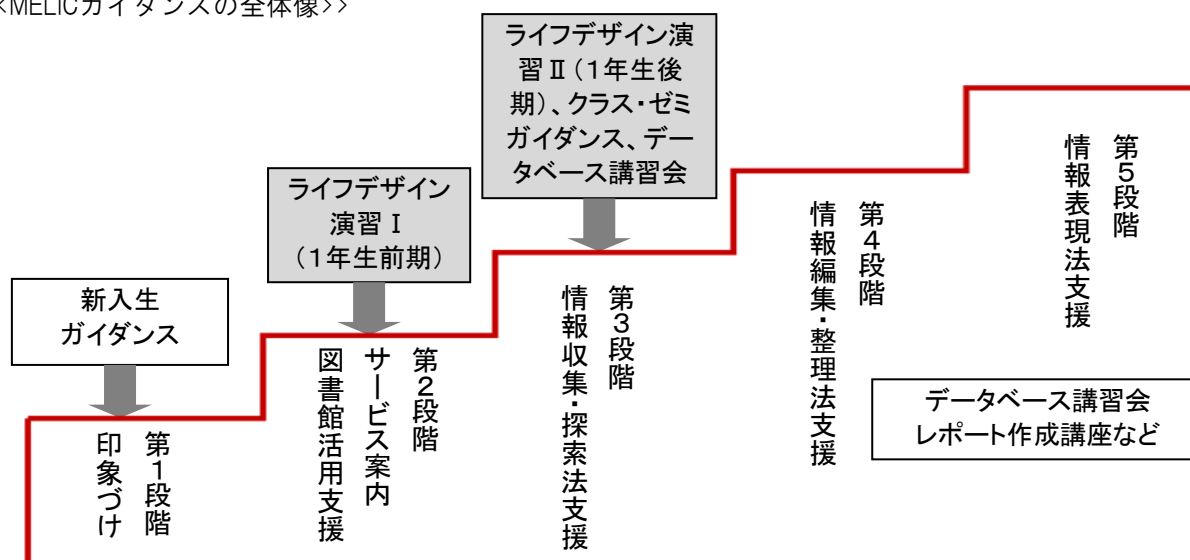 <<MELICガイダンスの全体像>>
ライフデザイン演
習Ⅱ(1年生後
期)、クラス・ゼミ
ガイダンス、デー
タベース講習会
ライフデザイン
演習Ⅰ
(1年生前期)
新入生
ガイダンス
第1段階
印象づけ
第2段階
サービス案内
図書館活用支援
第3段階
情報収集・探索法支援
第4段階
情報編集・整理法支援
第5段階
情報表現法支援
データベース講習会
レポート作成講座など